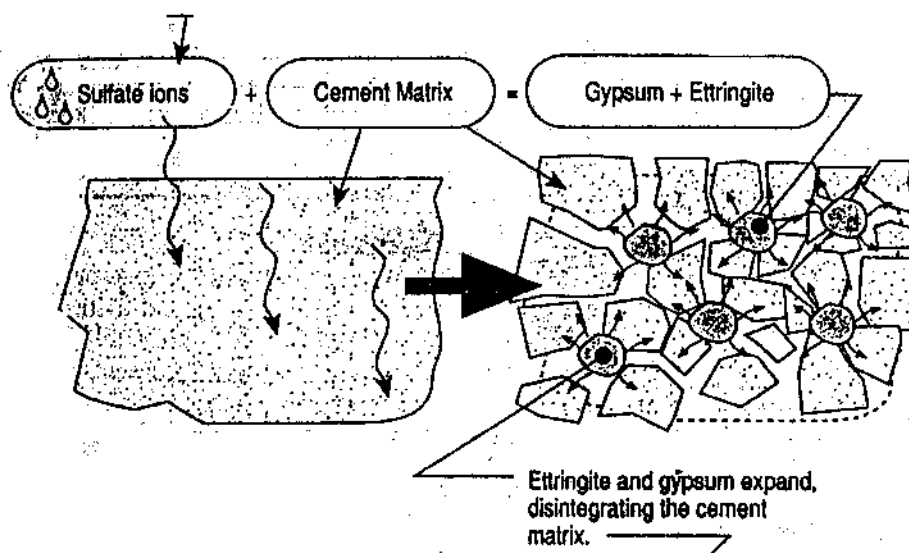 Sulfate ions + Cement Matrix = Gypsum + Ettringite
Ettringite and gypsum expand,
disintegrating the cement
matrix.